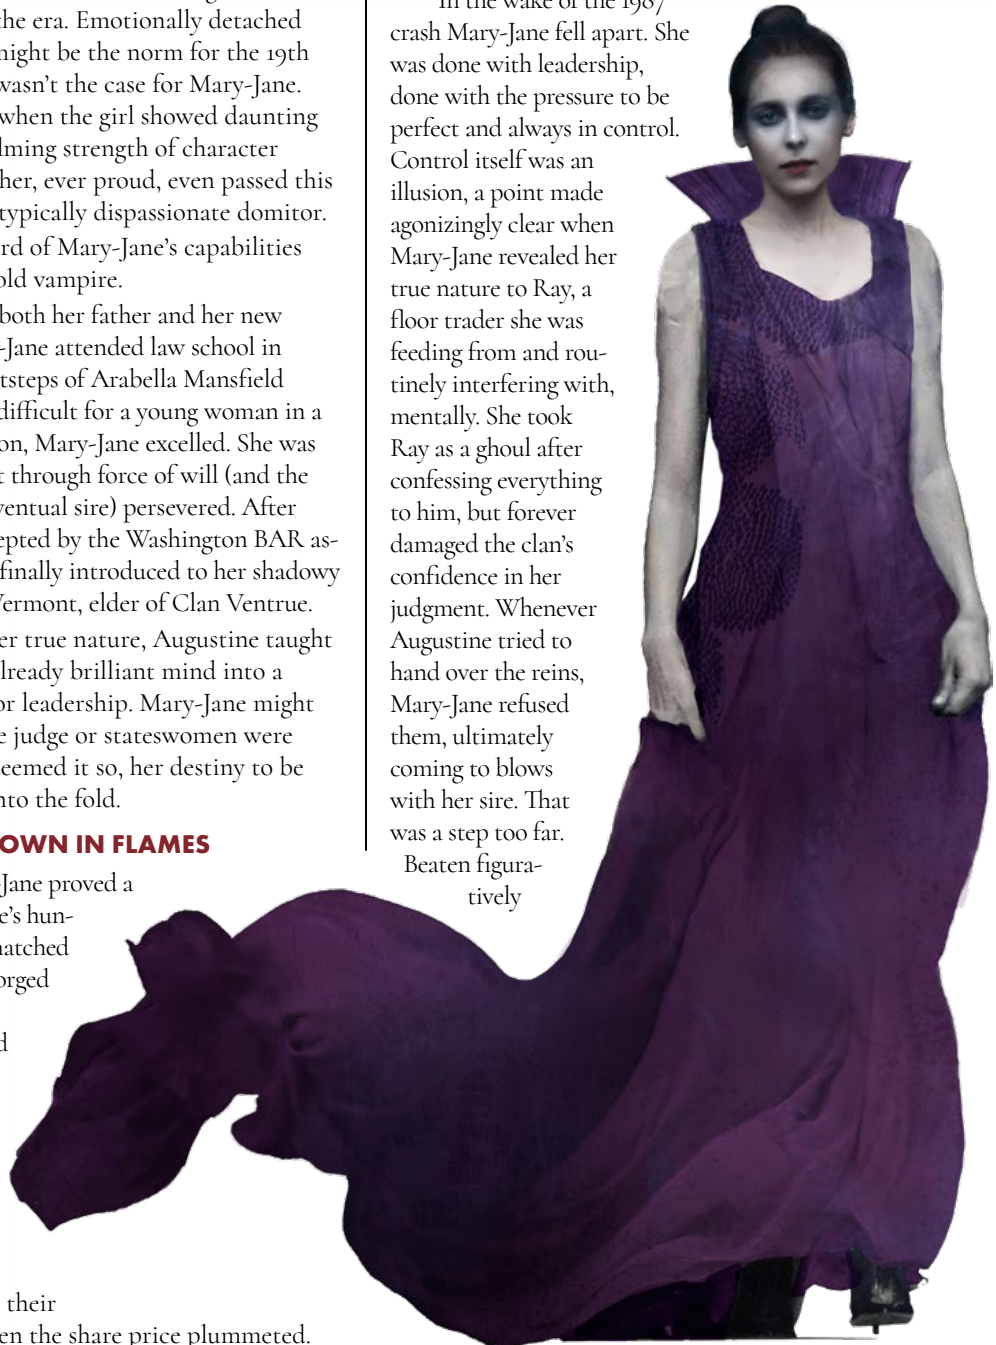 the era. Emotionally detached
might be the norm for the 19th
wasn't the case for Mary-Jane.
when the girl showed daunting
lming strength of character
her, ever proud, even passed this
typically dispassionate domitor.
rd of Mary-Jane's capabilities
old vampire.
both her father and her new
-Jane attended law school in
tsteps of Arabella Mansfield
difficult for a young woman in a
on, Mary-Jane excelled. She was
t through force of will (and the
ventual sire) persevered. After
epted by the Washington BAR as-
finally introduced to her shadowy
Vermont, elder of Clan Ventrue.
er true nature, Augustine taught
already brilliant mind into a
or leadership. Mary-Jane might
e judge or stateswomen were
eemed it so, her destiny to be
nto the fold.
OWN IN FLAMES
-Jane proved a
e's hun-
matched
orged
d
their
en the share price plummeted.
In the wake of the 1987
crash Mary-Jane fell apart. She
was done with leadership,
done with the pressure to be
perfect and always in control.
Control itself was an
illusion, a point made
agonizingly clear when
Mary-Jane revealed her
true nature to Ray, a
floor trader she was
feeding from and rou-
tinely interfering with,
mentally. She took
Ray as a ghoul after
confessing everything
to him, but forever
damaged the clan's
confidence in her
judgment. Whenever
Augustine tried to
hand over the reins,
Mary-Jane refused
them, ultimately
coming to blows
with her sire. That
was a step too far.
Beaten figura-
tively